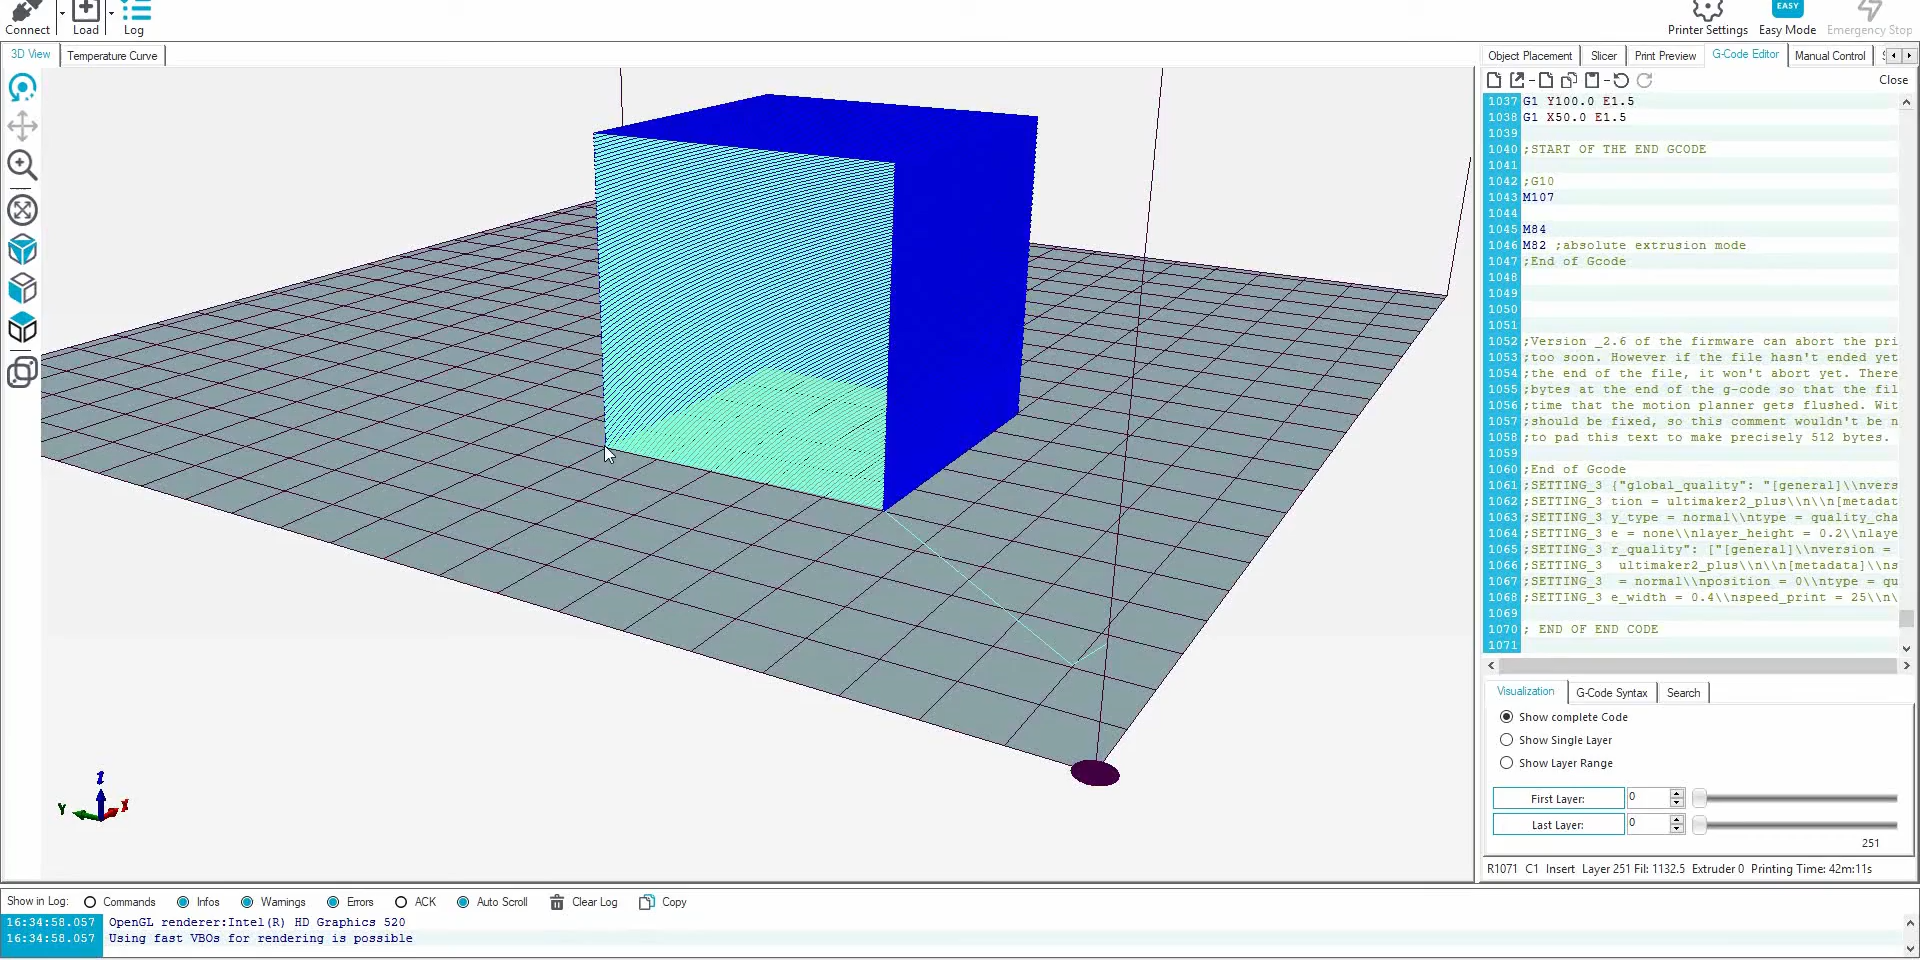 Connect
Load
Log
Printer Settings
EASY
Easy Mode
Emergency Stop
3D View
Temperature Curve
Object Placement
Slicer
Print Preview
G-Code Editor
Manual Control
Close
1037 G1 Y100.0 E1.5
1038 G1 X50.0 E1.5
1039
1040 ;START OF THE END GCODE
1041
1042 ;G10
1043 M107
1044
1045 M84
1046 M82 ;absolute extrusion mode
1047 ;End of Gcode
1048
1049
1050
1051
1052 ;Version _2.6 of the firmware can abort the pri
1053 ;too soon. However if the file hasn't ended yet
1054 ;the end of the file, it won't abort yet. There
1055 ;bytes at the end of the g-code so that the fil
1056 ;time that the motion planner gets flushed. Wit
1057 ;should be fixed, so this comment wouldn't be n
1058 ;to pad this text to make precisely 512 bytes.
1059
1060 ;End of Gcode
1061 ;SETTING_3 {"global_quality": "[general]\\nvers
1062 ;SETTING_3 tion = ultimaker2_plus\\n\\n[metadat
1063 ;SETTING_3 y_type = normal\\ntype = quality_cha
1064 ;SETTING_3 e = none\\nlayer_height = 0.2\\nlaye
1065 ;SETTING_3 r_quality": ["[general]\\nversion =
1066 ;SETTING_3  ultimaker2_plus\\n\\n[metadata]\\ns
1067 ;SETTING_3  = normal\\nposition = 0\\ntype = qu
1068 ;SETTING_3 e_width = 0.4\\nspeed_print = 25\\n\
1069
1070 ; END OF END CODE
1071
Visualization
G-Code Syntax
Search
Show complete Code
Show Single Layer
Show Layer Range
First Layer: 0
Last Layer: 0
251
R1071 C1 Insert Layer 251 Fil: 1132.5 Extruder 0 Printing Time: 42m:11s
Z
Y
X
Show in Log: Commands Infos Warnings Errors ACK Auto Scroll Clear Log Copy
16:34:58.057 OpenGL renderer:Intel(R) HD Graphics 520
16:34:58.057 Using fast VBOs for rendering is possible